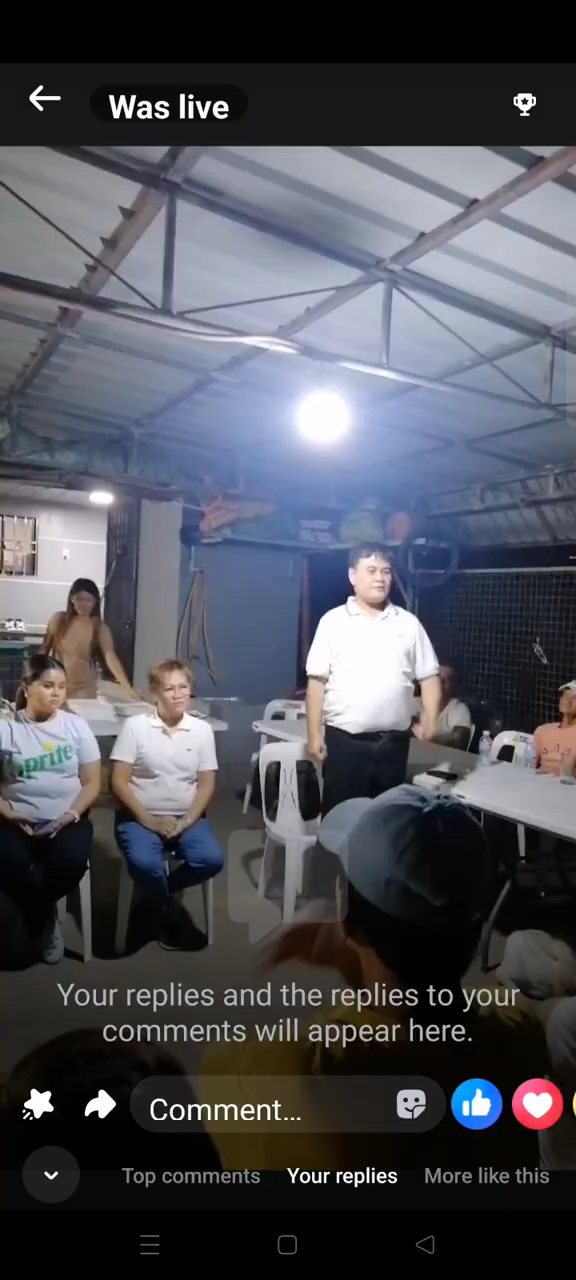 Was live
Sprite
Your replies and the replies to your
comments will appear here.
Comment...
Top comments Your replies More like this